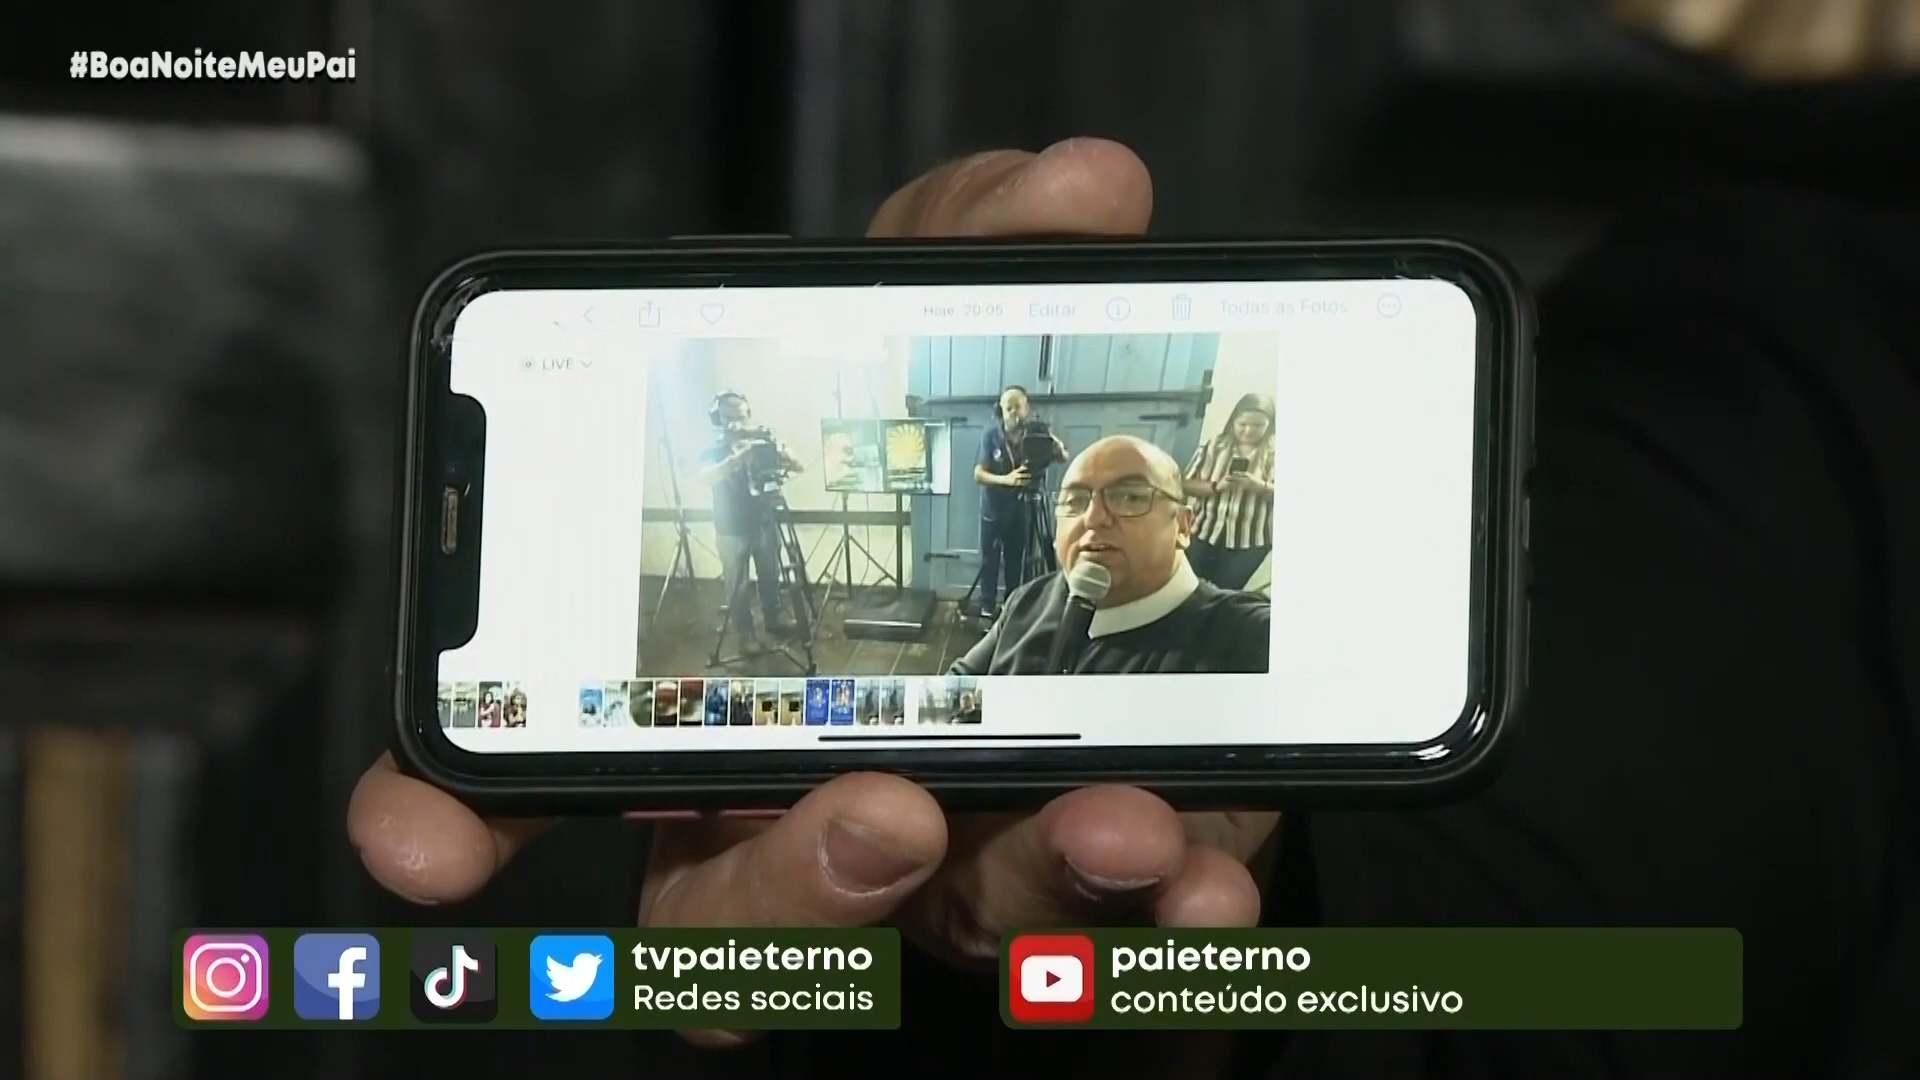 #BoaNoiteMeuPai
Hoje 20:05 Editar Todas as Fotos
LIVE
tvpaieterno
Redes sociais
paieterno
conteúdo exclusivo